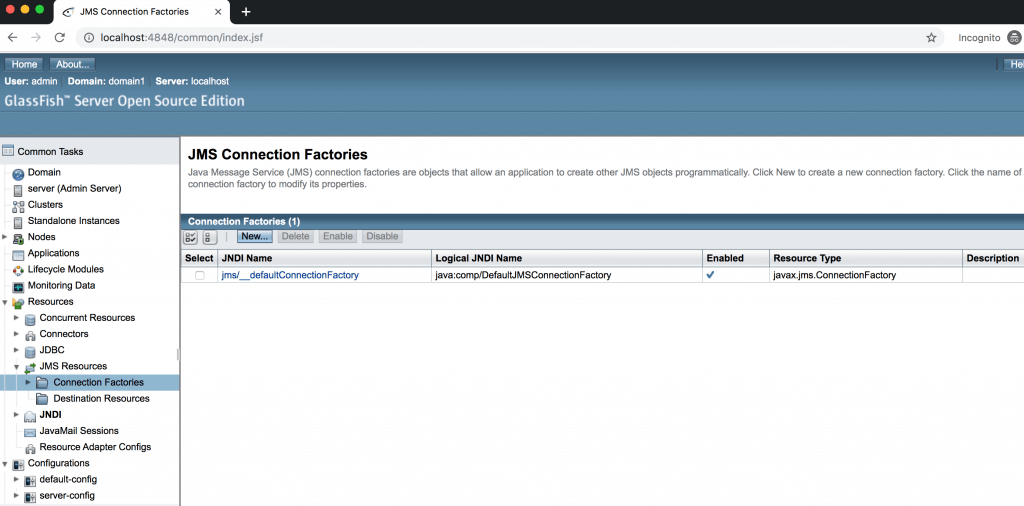 JMS Connection Factories
localhost:4848/common/index.jsf
Incognito
Home
About...
Hel
User: admin Domain: domain1 Server: localhost
GlassFish™ Server Open Source Edition
Common Tasks
Domain
server (Admin Server)
Clusters
Standalone Instances
Nodes
Applications
Lifecycle Modules
Monitoring Data
Resources
Concurrent Resources
Connectors
JDBC
JMS Resources
Connection Factories
Destination Resources
JNDI
JavaMail Sessions
Resource Adapter Configs
Configurations
default-config
server-config
JMS Connection Factories
Java Message Service (JMS) connection factories are objects that allow an application to create other JMS objects programmatically. Click New to create a new connection factory. Click the name of
connection factory to modify its properties.
Connection Factories (1)
New... Delete Enable Disable
Select JNDI Name Logical JNDI Name Enabled Resource Type Description
jms/__defaultConnectionFactory java:comp/DefaultJMSConnectionFactory javax.jms.ConnectionFactory